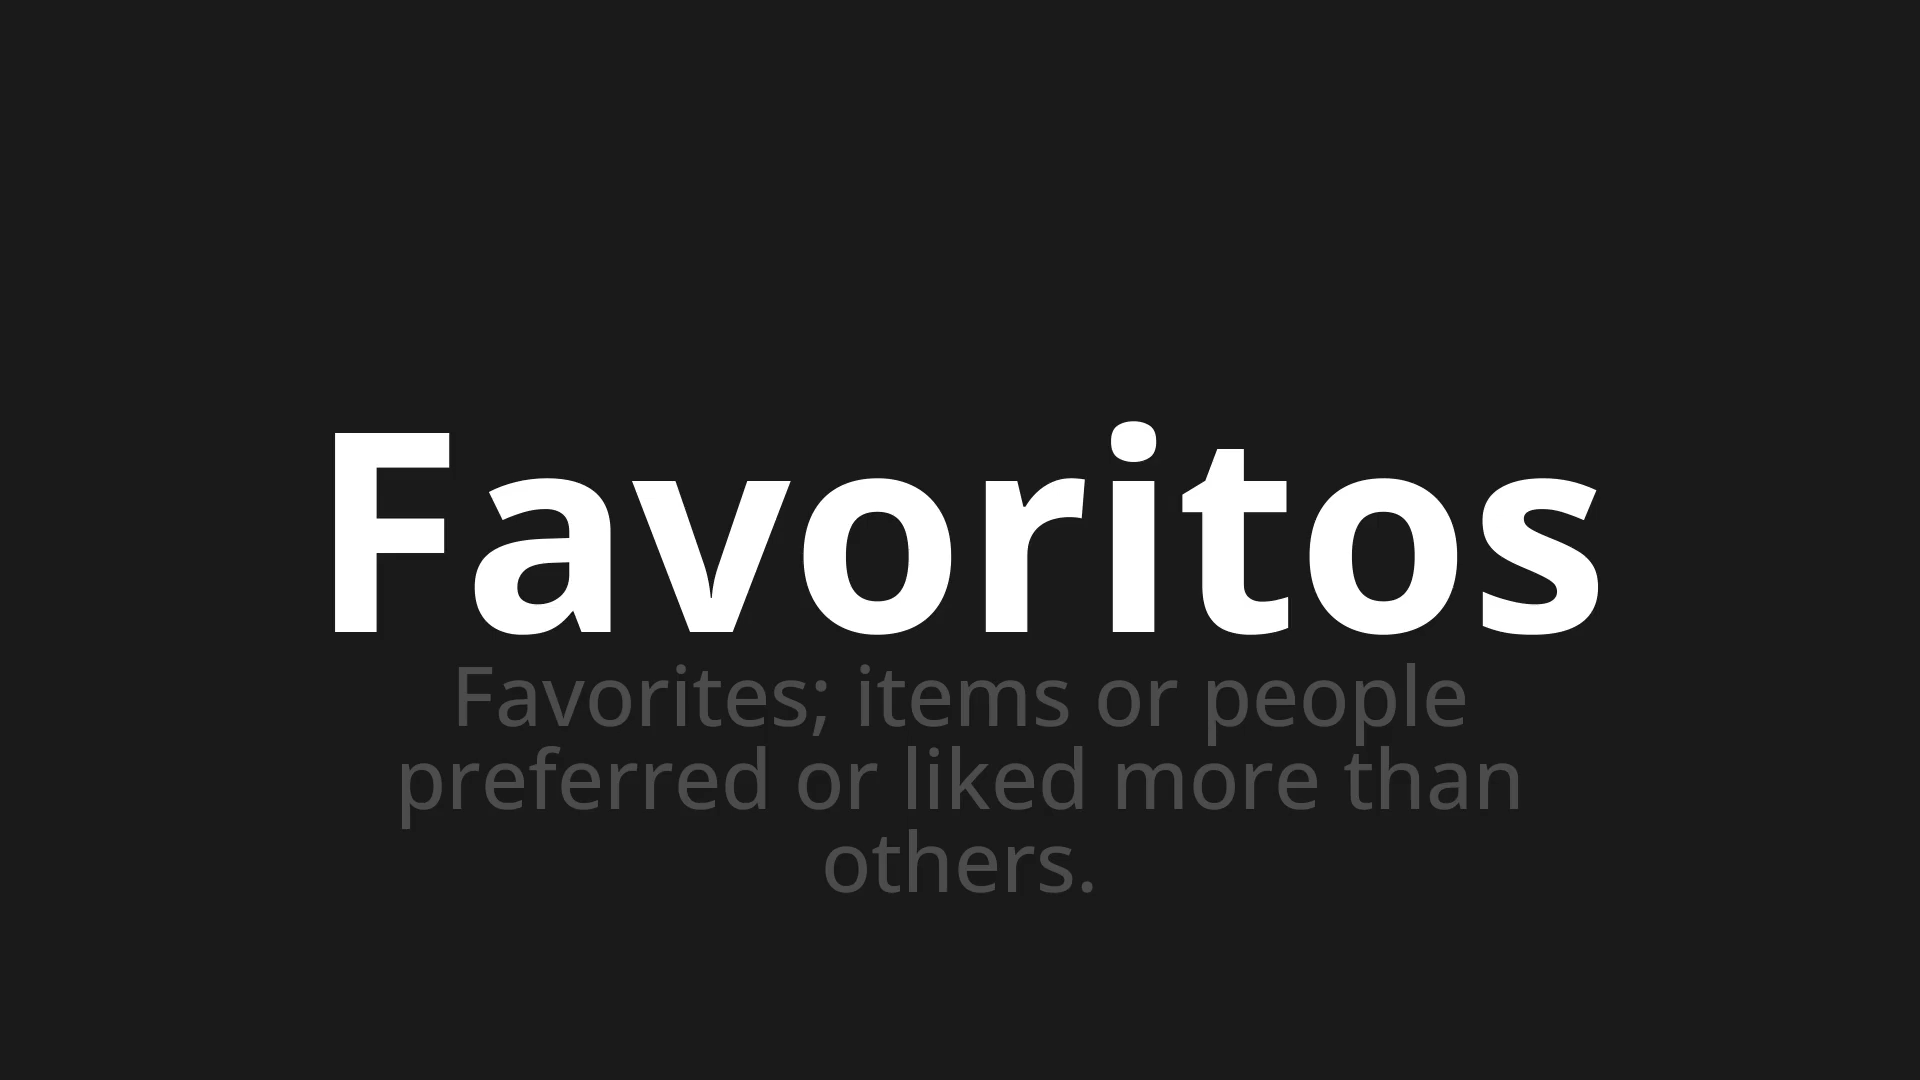 Favoritos
Favorites; items or people
preferred or liked more than
others.